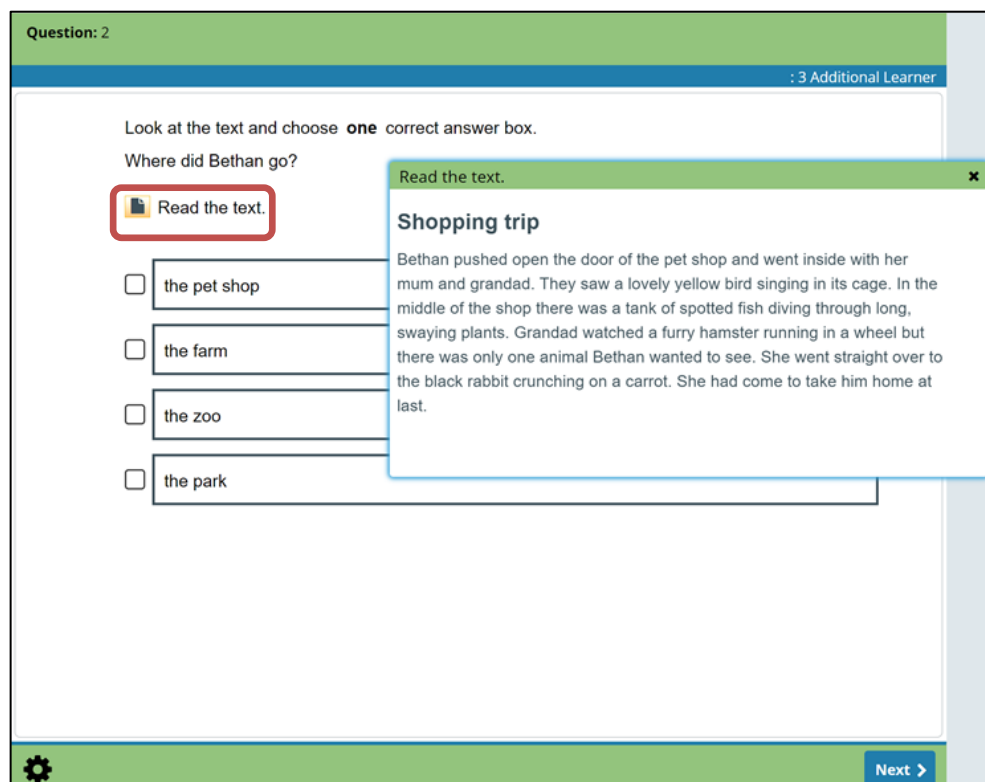 Question: 2
: 3 Additional Learner
Look at the text and choose one correct answer box.
Where did Bethan go?
Read the text.
Read the text.
Shopping trip
Bethan pushed open the door of the pet shop and went inside with her
mum and grandad. They saw a lovely yellow bird singing in its cage. In the
middle of the shop there was a tank of spotted fish diving through long,
swaying plants. Grandad watched a furry hamster running in a wheel but
there was only one animal Bethan wanted to see. She went straight over to
the black rabbit crunching on a carrot. She had come to take him home at
last.
the pet shop
the farm
the zoo
the park
Next